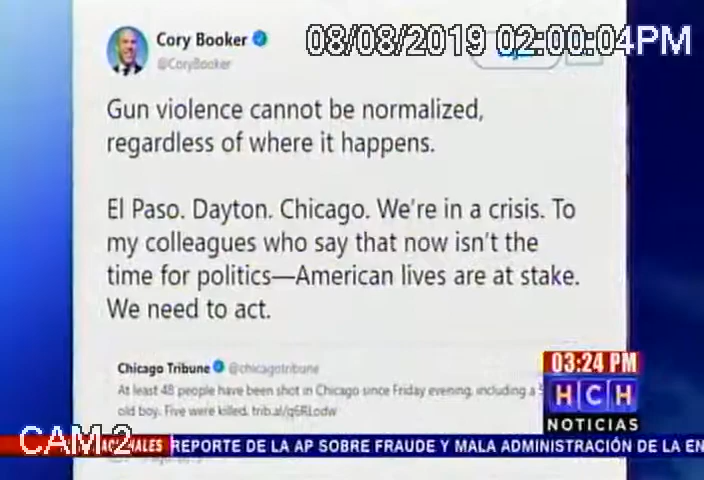 Cory Booker
@CoryBooker
08/08/2019 02:00:04PM
Gun violence cannot be normalized,
regardless of where it happens.
El Paso. Dayton. Chicago. We're in a crisis. To
my colleagues who say that now isn't the
time for politics—American lives are at stake.
We need to act.
Chicago Tribune @chicagotribune
At least 48 people have been shot in Chicago since Friday evening, including a 5
old boy. Five were killed. trib.al/q6RLodw
03:24 PM
HCH
NOTICIAS
CAM 2
REPORTE DE LA AP SOBRE FRAUDE Y MALA ADMINISTRACIÓN DE LA EN